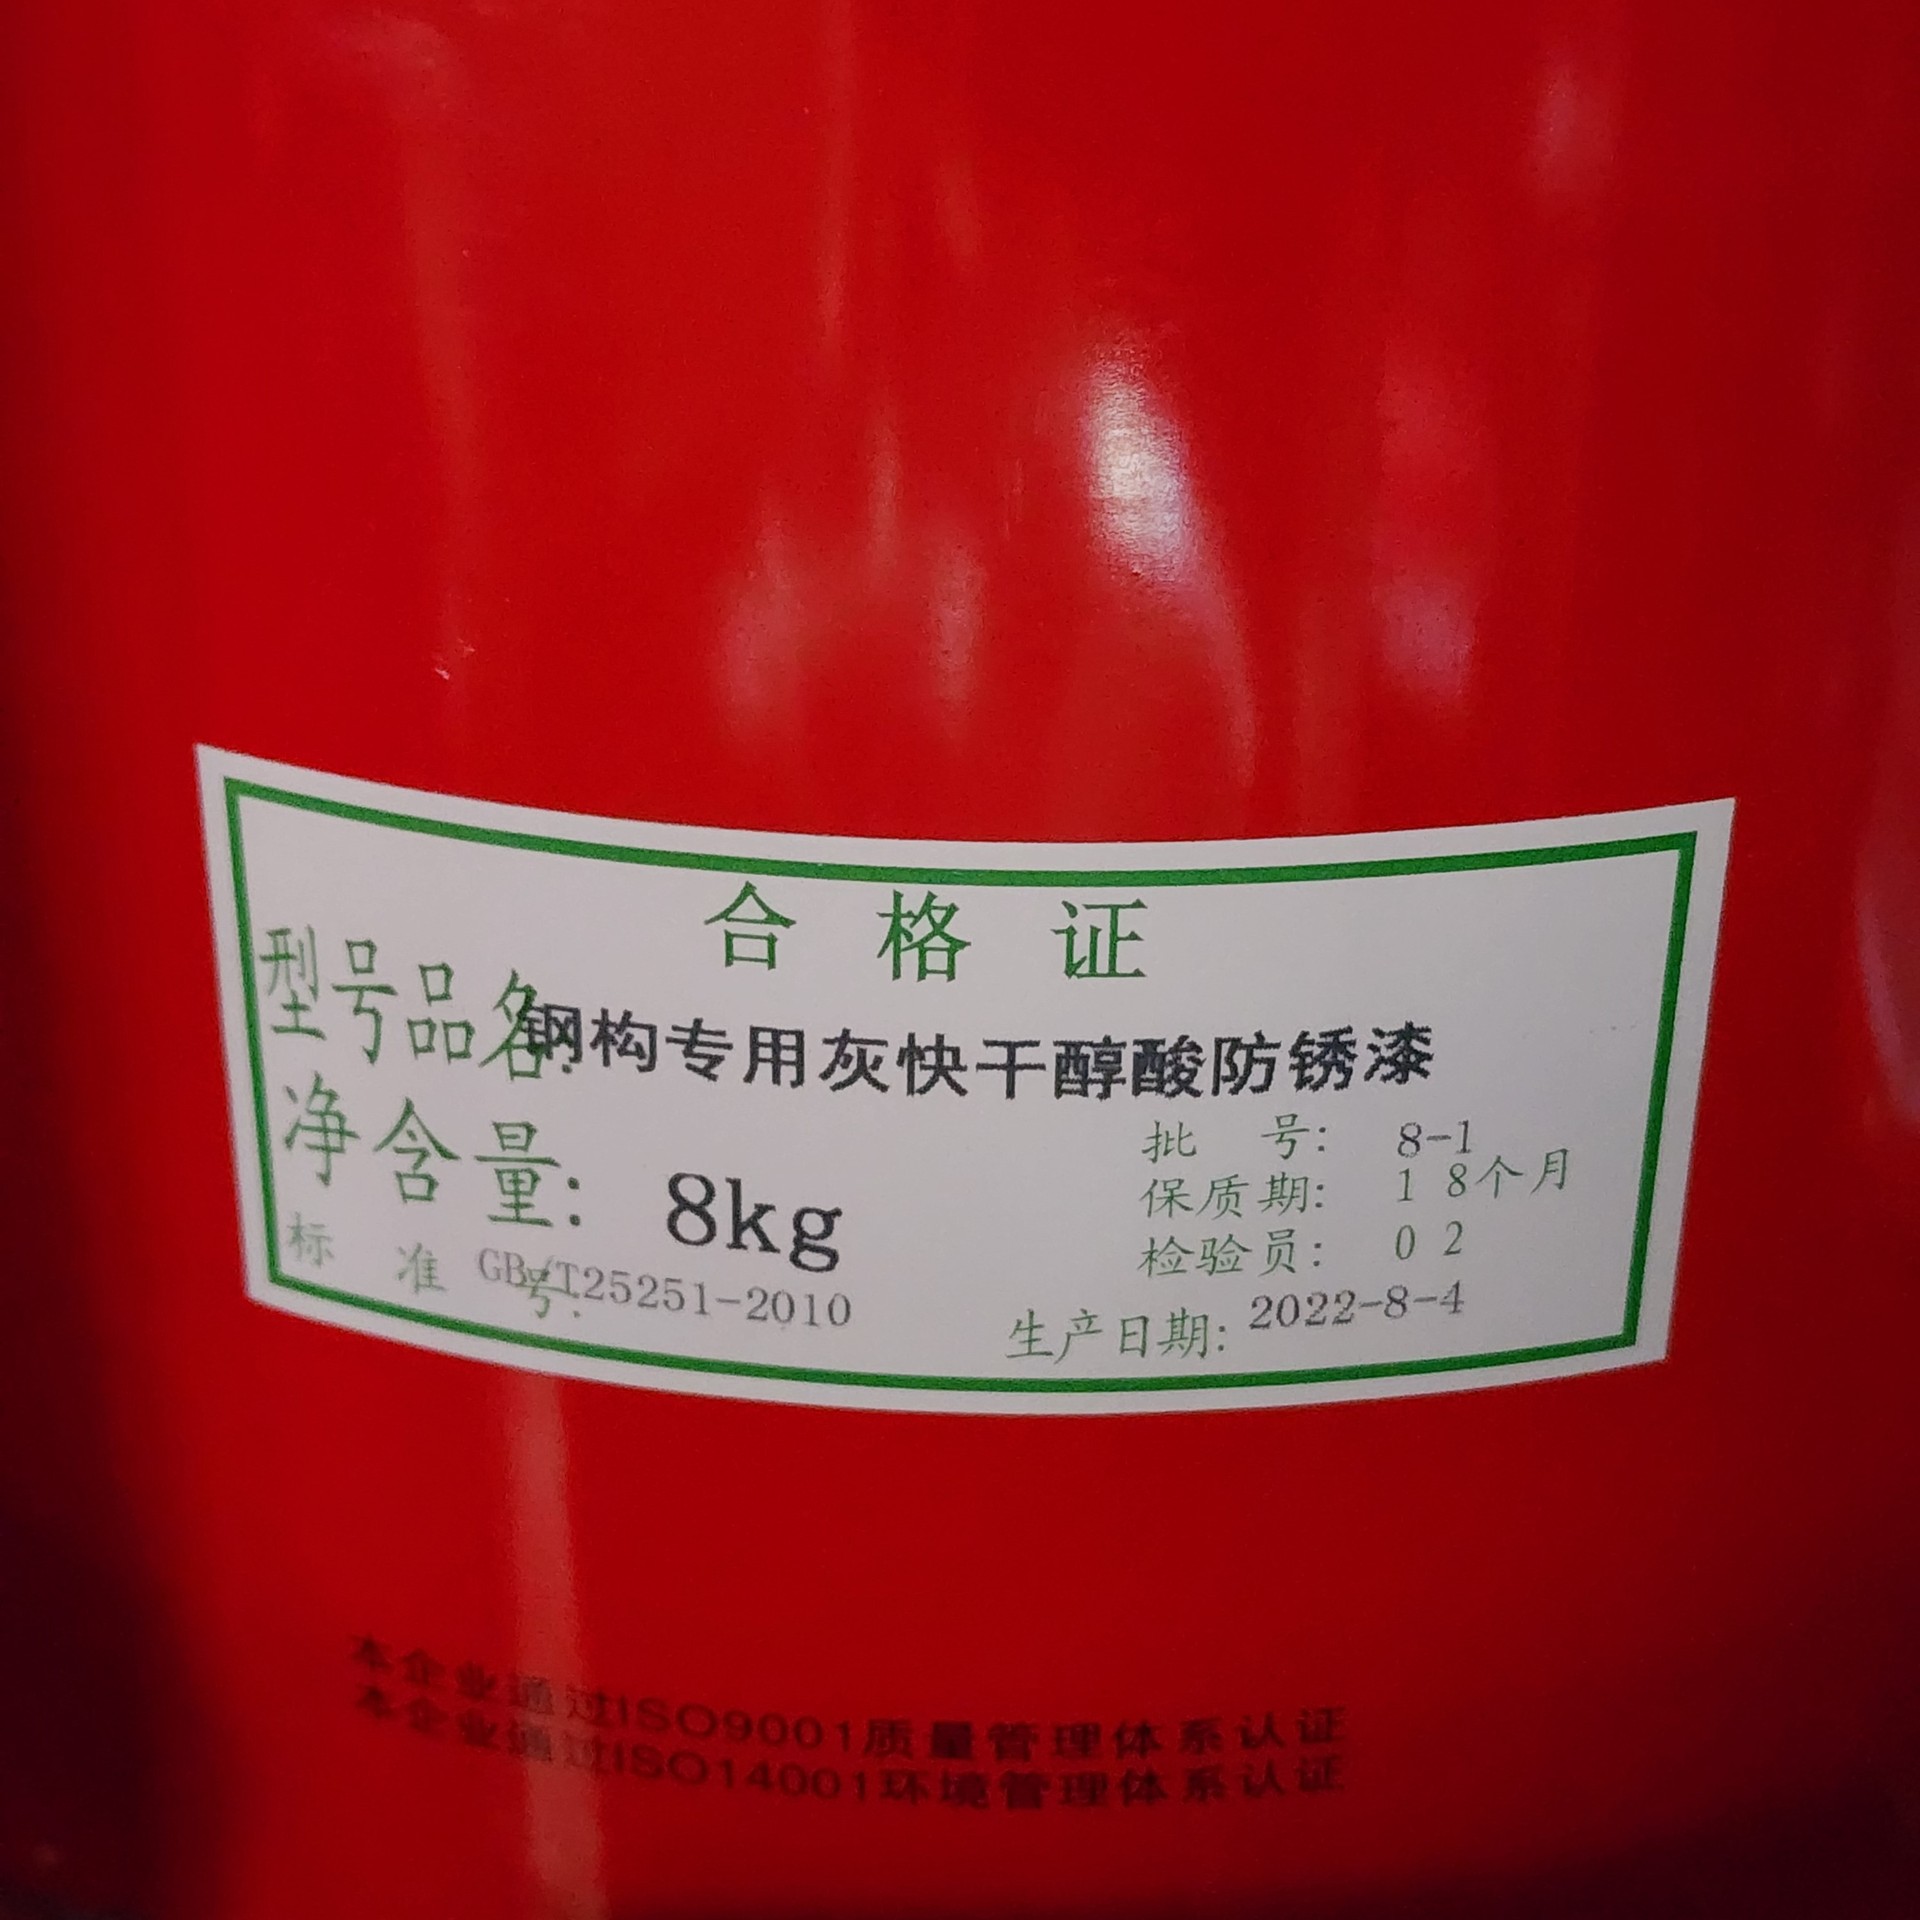 合格证
型号品名:钢构专用灰快干醇酸防锈漆
净含量: 8kg
标准号: GB/T25251-2010
批号: 8-1
保质期: 18个月
检验员: 02
生产日期: 2022-8-4
本企业通过ISO9001质量管理体系认证
本企业通过ISO14001环境管理体系认证